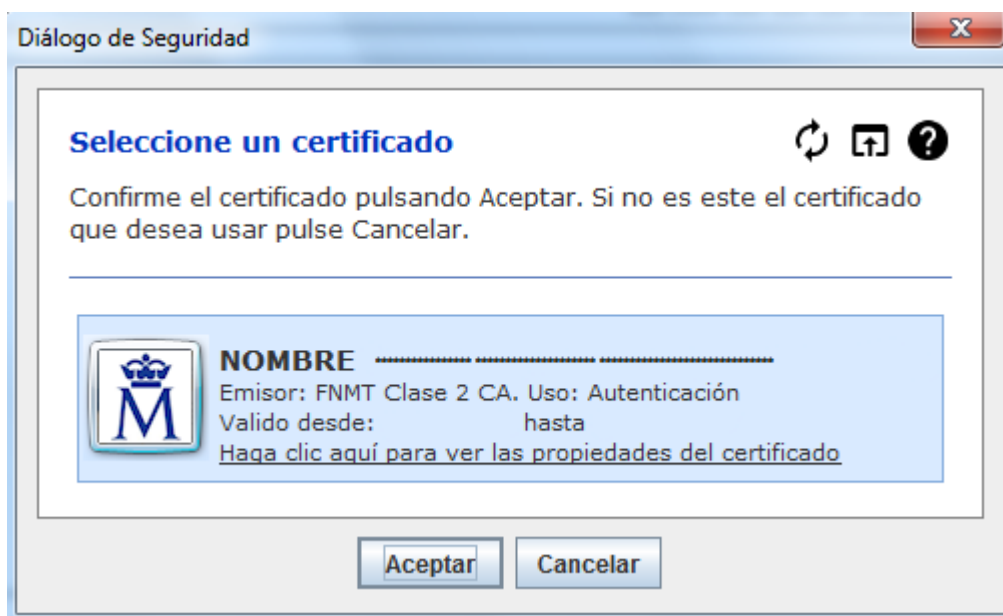 Diálogo de Seguridad
Seleccione un certificado
Confirme el certificado pulsando Aceptar. Si no es este el certificado
que desea usar pulse Cancelar.
NOMBRE
Emisor: FNMT Clase 2 CA. Uso: Autenticación
Valido desde: hasta
Haga clic aquí para ver las propiedades del certificado
Aceptar Cancelar